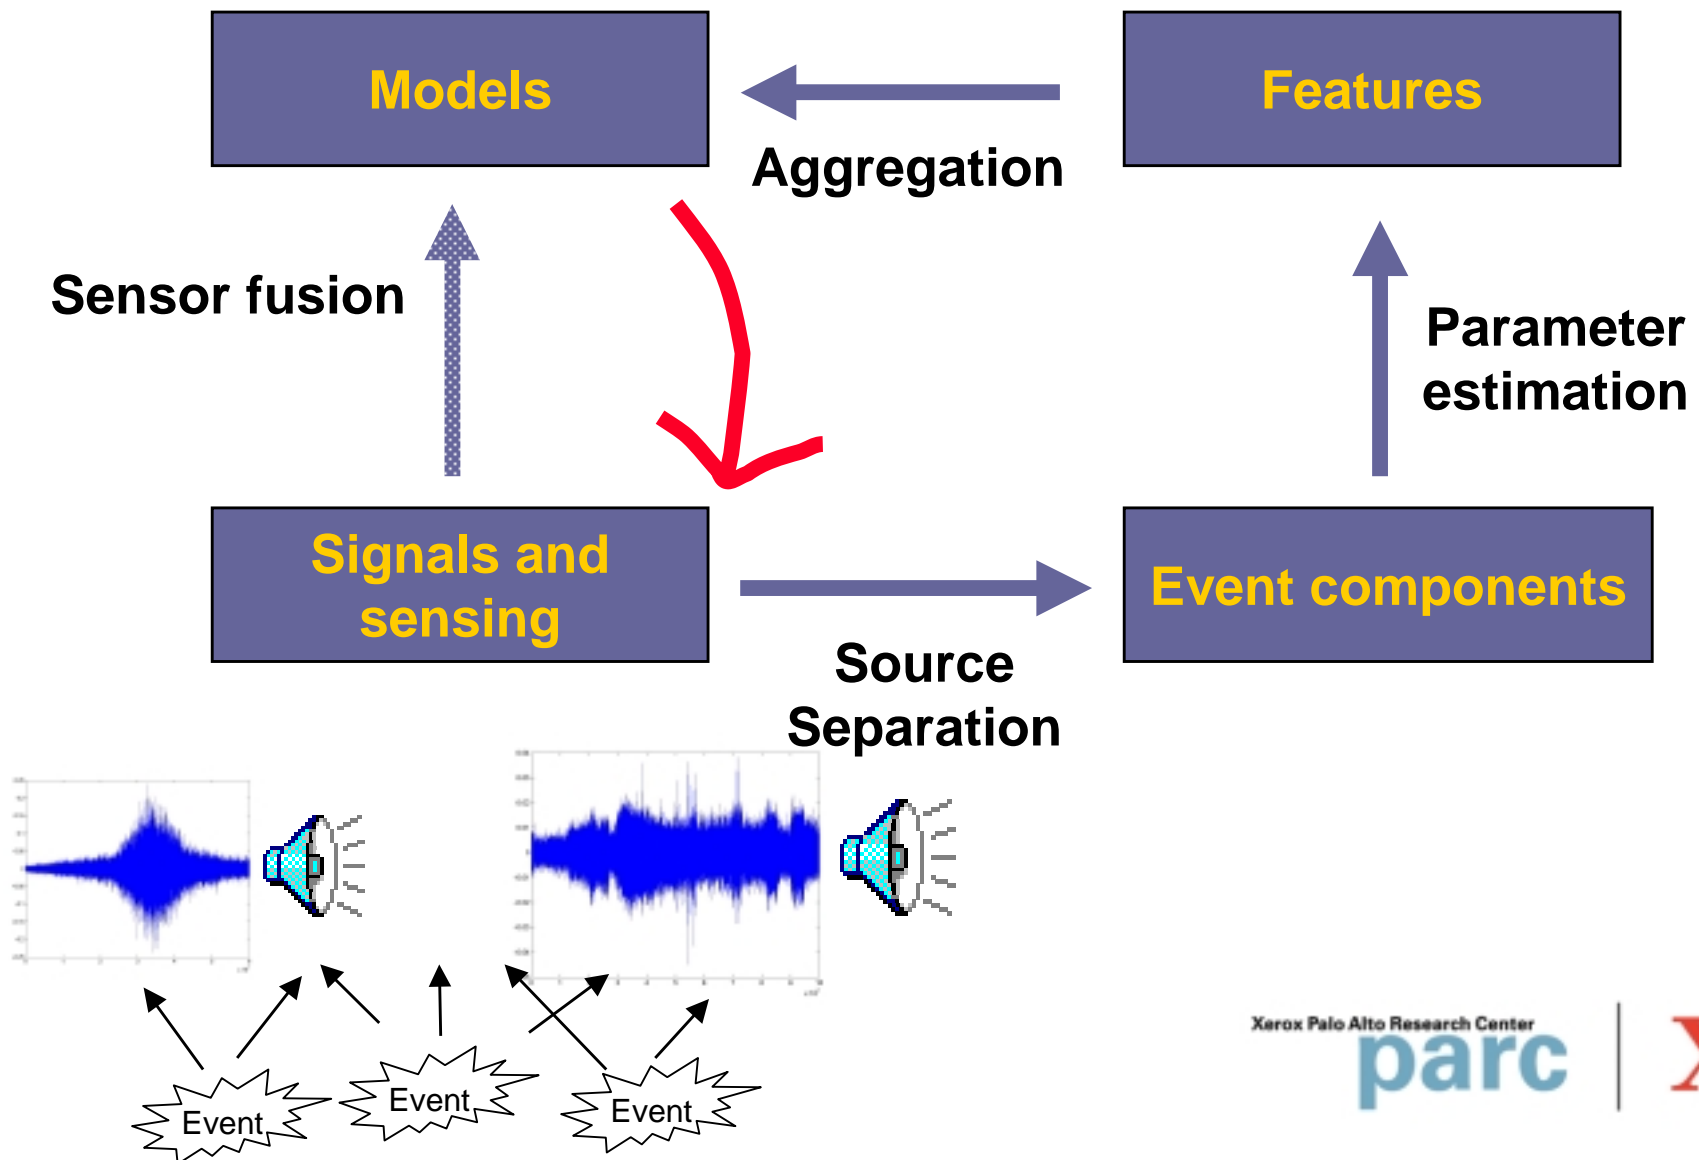 Models
Features
Aggregation
Sensor fusion
Parameter
estimation
Signals and
sensing
Event components
Source
Separation
Event
Event
Event
Xerox Palo Alto Research Center
parc
X